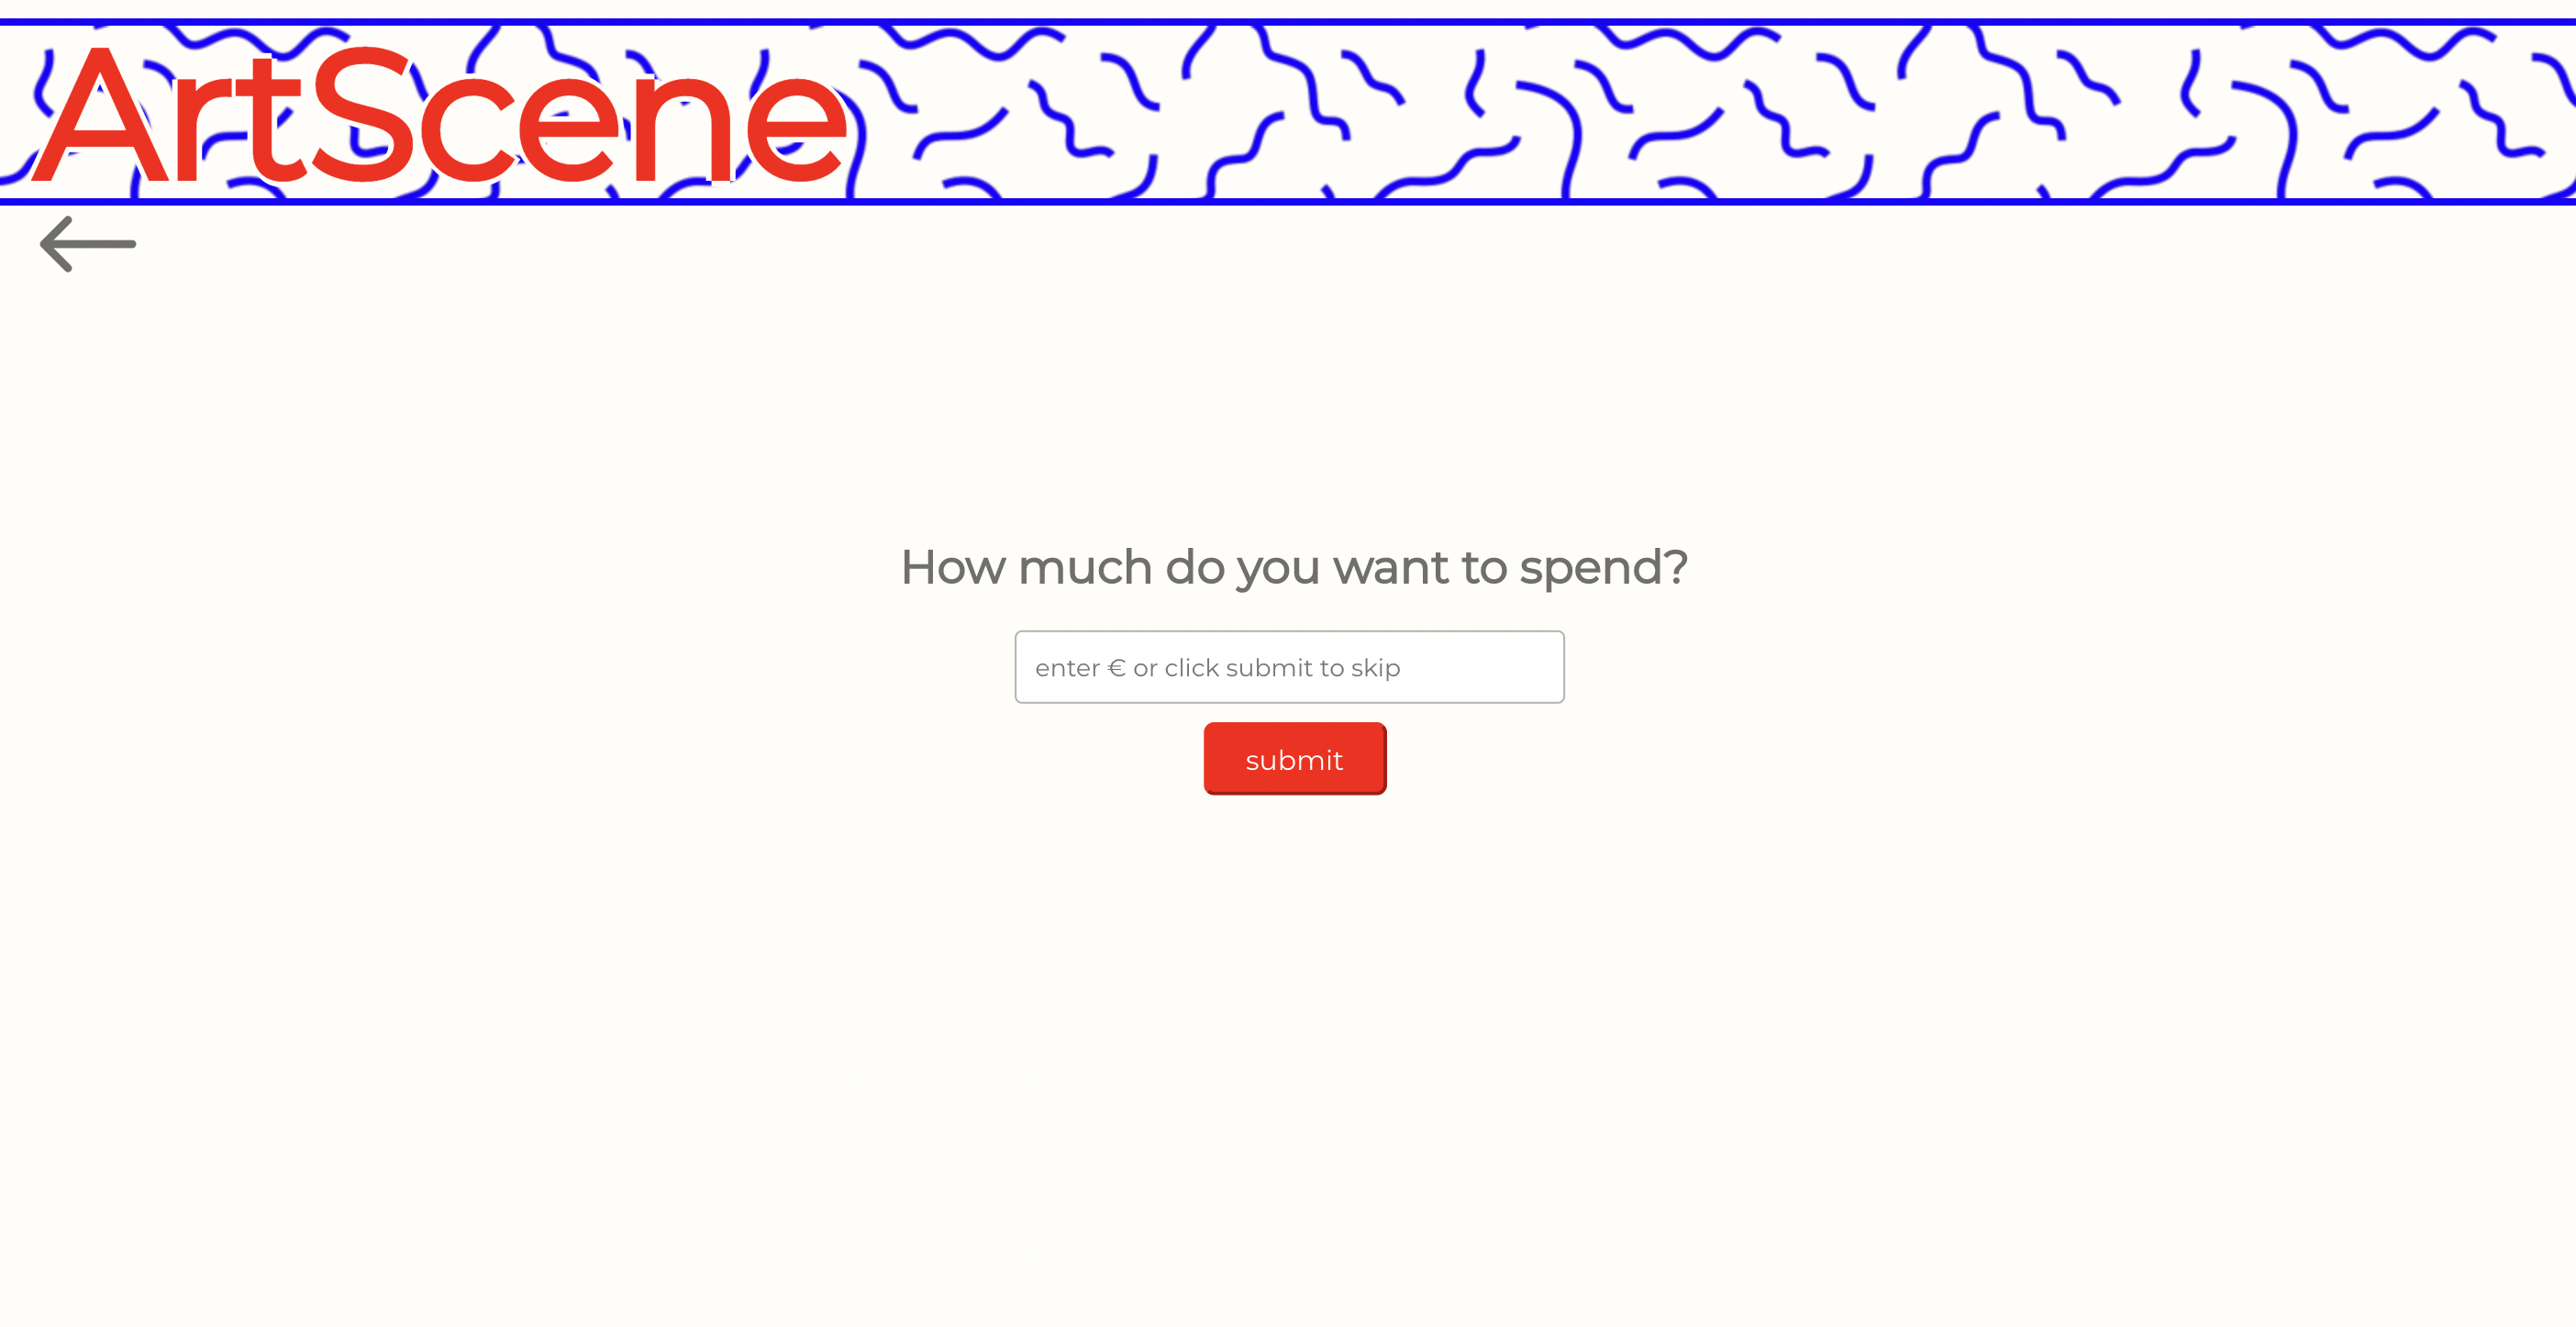 ArtScene
How much do you want to spend?
enter € or click submit to skip
submit